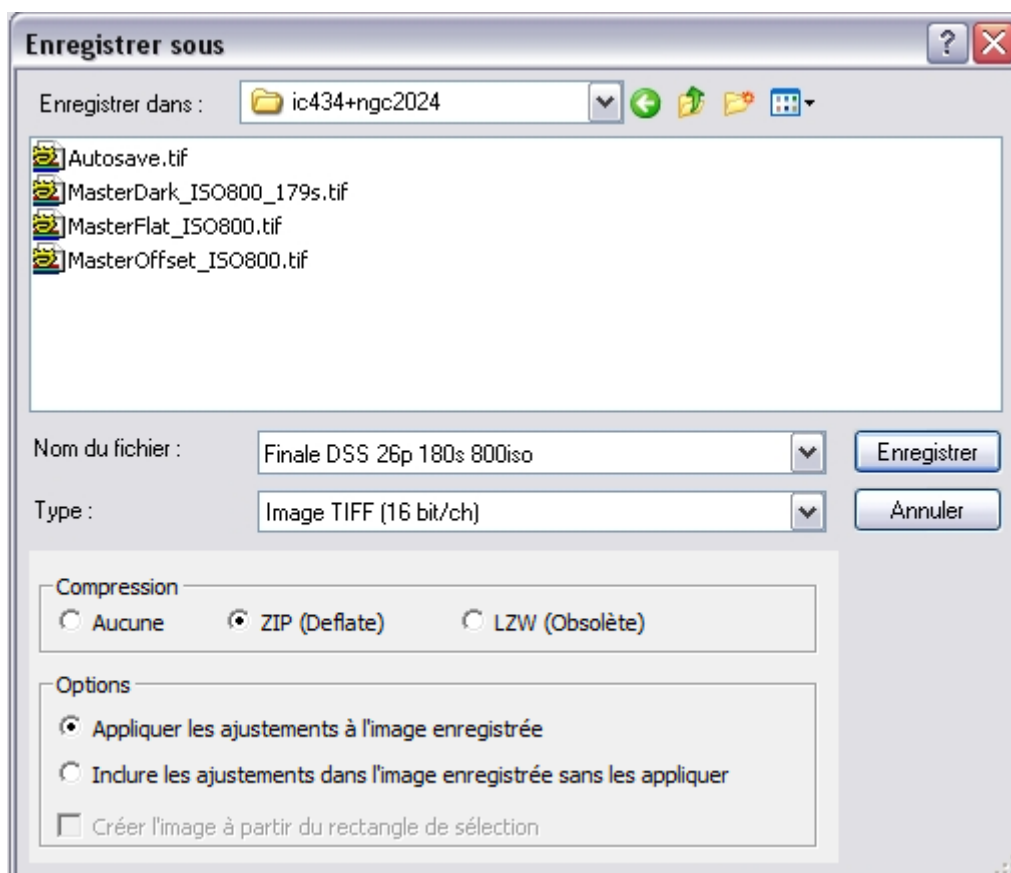 Enregistrer sous
Enregistrer dans : ic434+ngc2024
Autosave.tif
MasterDark_ISO800_179s.tif
MasterFlat_ISO800.tif
MasterOffset_ISO800.tif
Nom du fichier : Finale DSS 26p 180s 800iso Enregistrer
Type : Image TIFF (16 bit/ch) Annuler
Compression
Aucune ZIP (Deflate) LZW (Obsolète)
Options
Appliquer les ajustements à l'image enregistrée
Inclure les ajustements dans l'image enregistrée sans les appliquer
Créer l'image à partir du rectangle de sélection